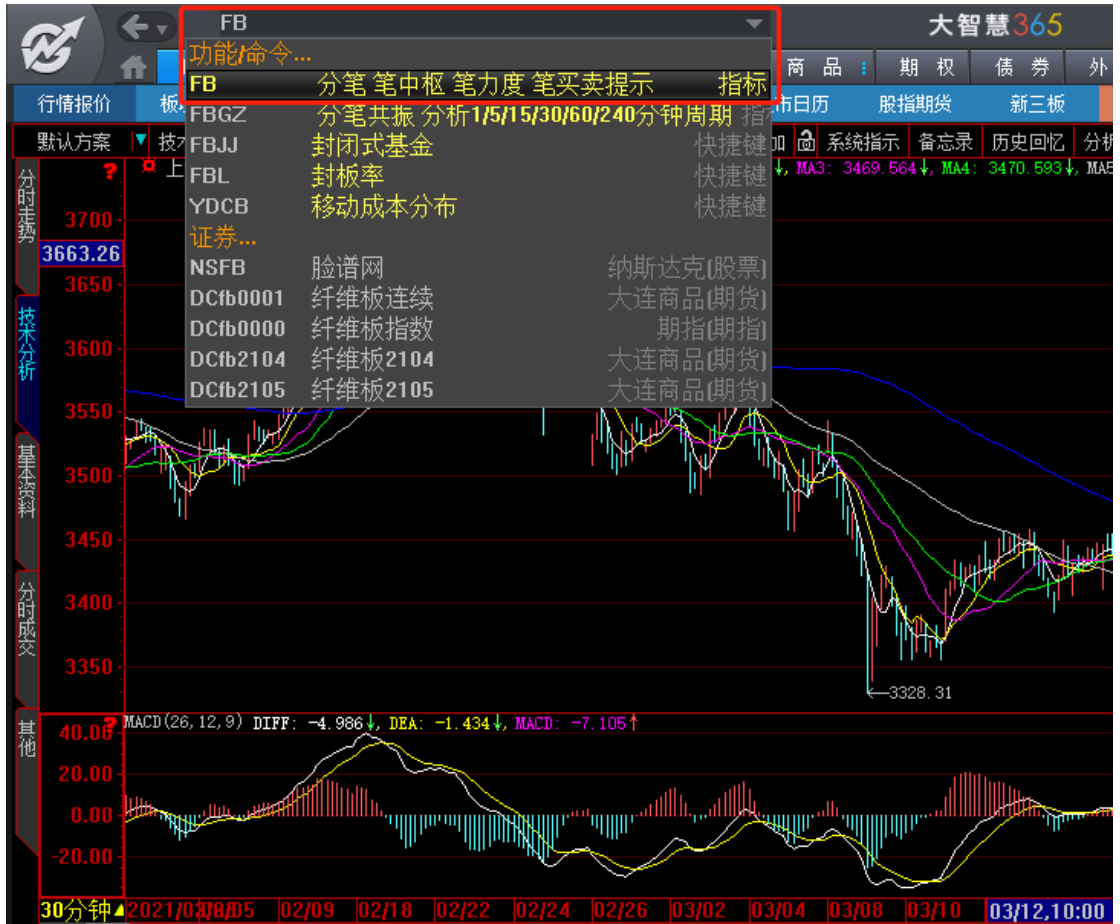 FB
大智慧365
功能/命令...
商 品 期 权 债 券 外
FB 分笔 笔中枢 笔力度 笔买卖提示 指标
行情报价 市日历 股指期货 新三板
FBGZ 分笔共振 分析1/5/15/30/60/240分钟周期 指
默认方案 技 加 系统指示 备忘录 历史回忆 分析
FBJJ 封闭式基金 快捷键
上 MA3: 3469.564↓, MA4: 3470.593↓, MA5
FBL 封板率 快捷键
YDCB 移动成本分布 快捷键
证券...
NSFB 脸谱网 纳斯达克(股票)
DCfb0001 纤维板连续 大连商品(期货)
DCfb0000 纤维板指数 期指(期指)
DCfb2104 纤维板2104 大连商品(期货)
DCfb2105 纤维板2105 大连商品(期货)
分时走势
技术分析
基本资料
分时成交
其他
3700
3663.26
3650
3600
3550
3500
3450
3400
3350
3328.31
MACD(26,12,9) DIFF: -4.986↓, DEA: -1.434↓, MACD: -7.105↑
40.00
20.00
0.00
-20.00
30分钟 2021/02 02/09 02/18 02/22 02/24 02/26 03/02 03/04 03/08 03/10 03/12,10:00